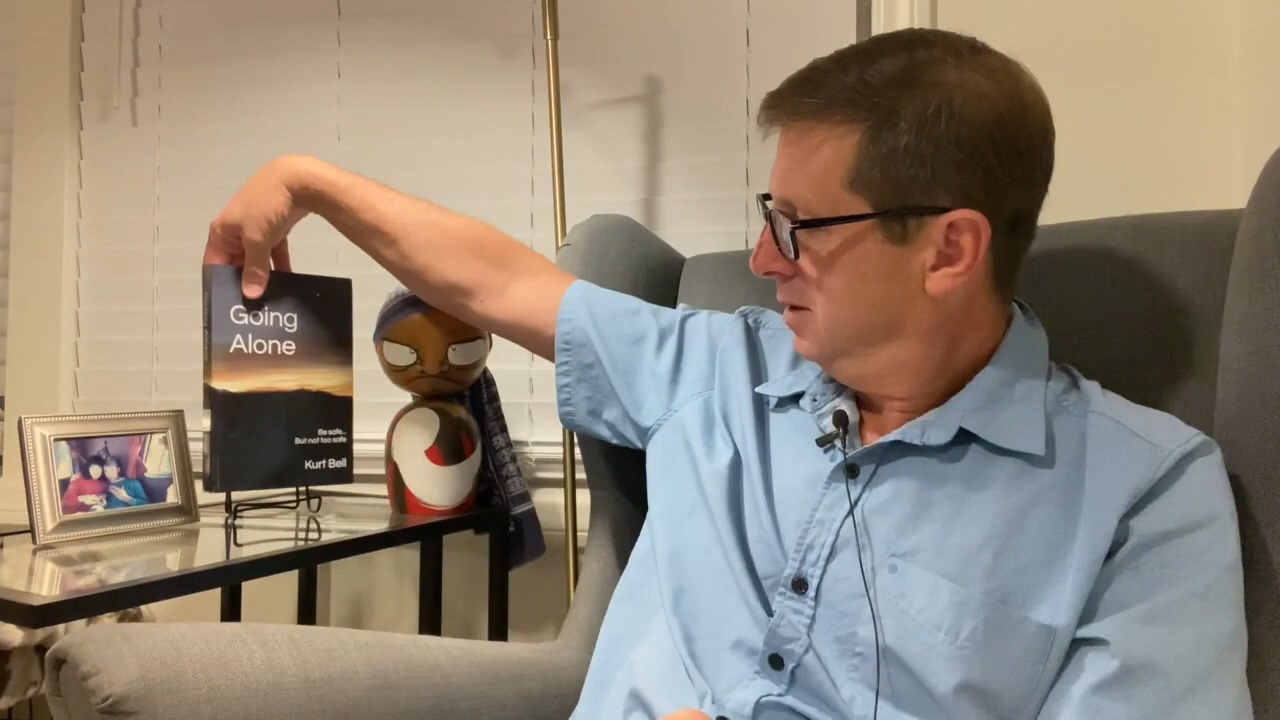 Going
Alone
Be safe...
But not too safe
Kurt Bell